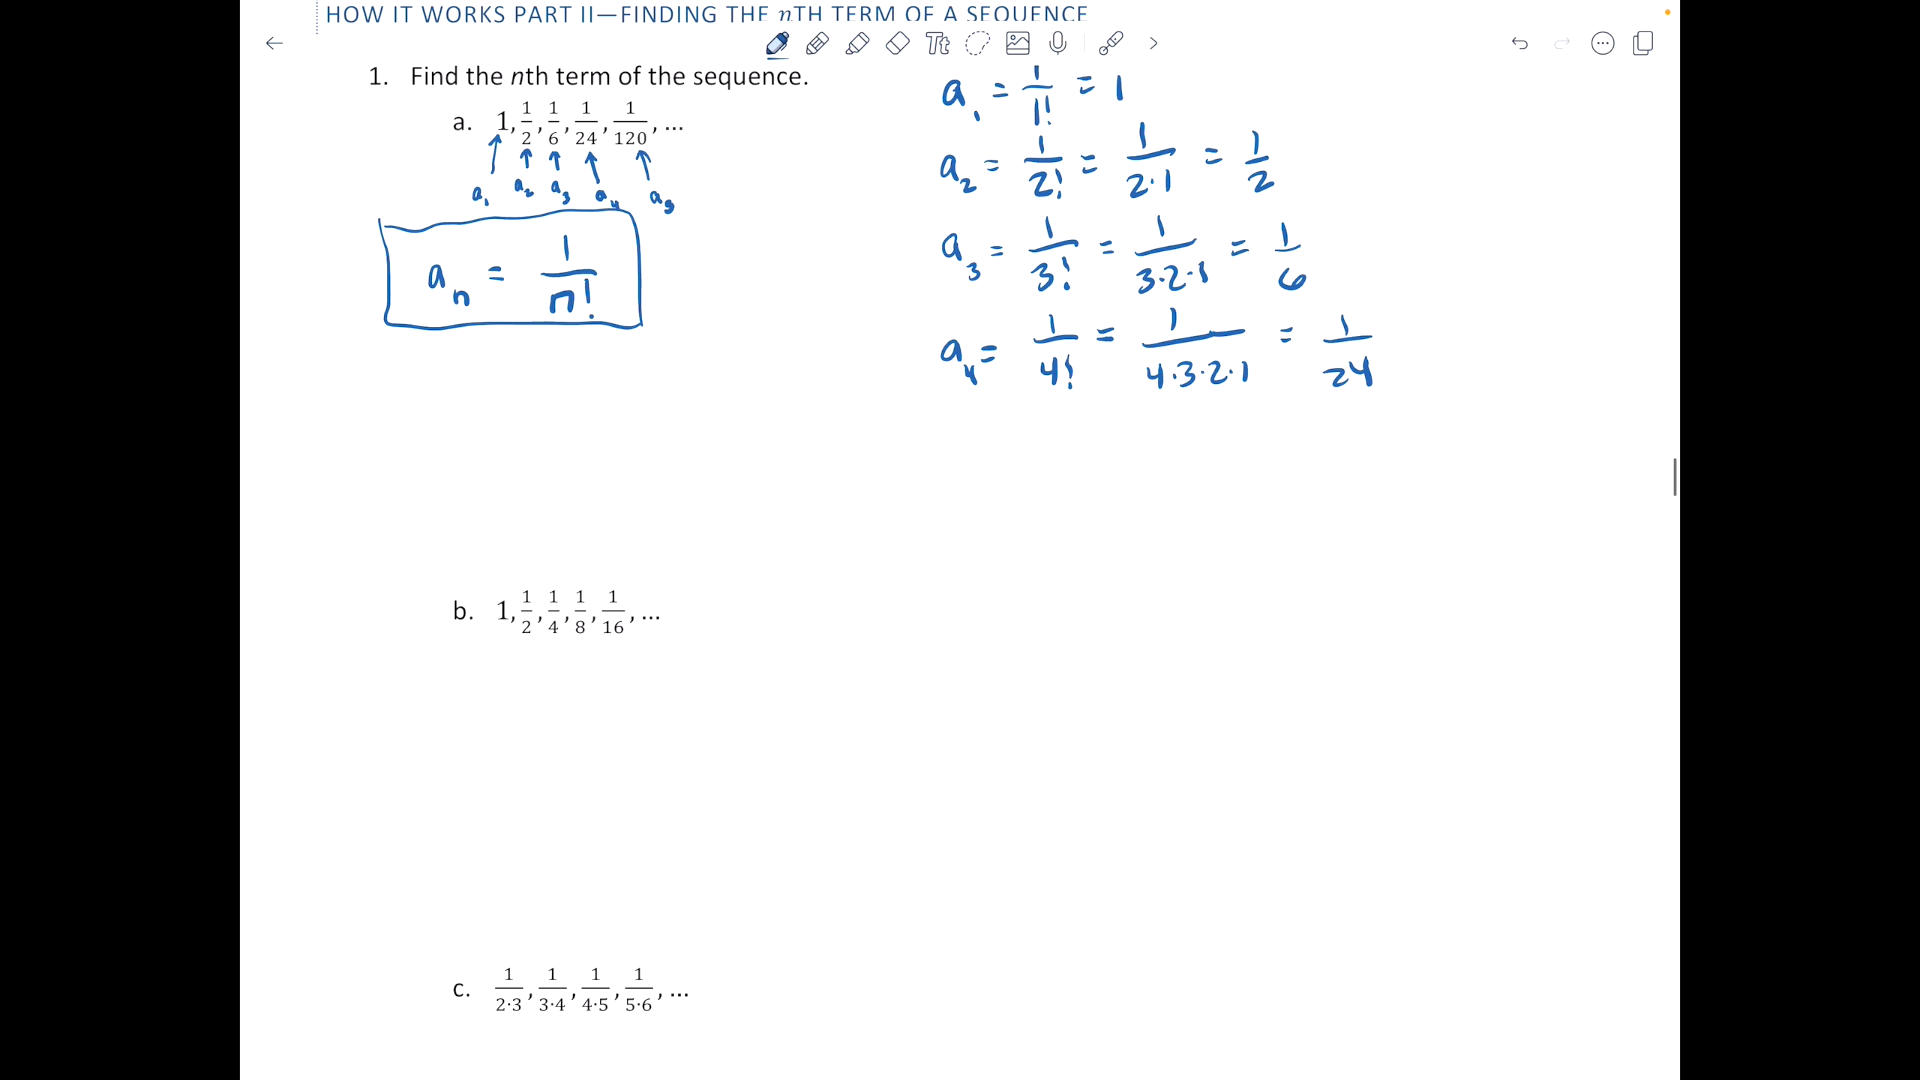 HOW IT WORKS PART II—FINDING THE nTH TERM OF A SEQUENCE
Tt
1. Find the nth term of the sequence.
a. 1, 1/2, 1/6, 1/24, 1/120, ...
a₁ a₂ a₃ a₄ a₅
aₙ = 1/n!
a₁ = 1/1! = 1
a₂ = 1/2! = 1/(2·1) = 1/2
a₃ = 1/3! = 1/(3·2·1) = 1/6
a₄ = 1/4! = 1/(4·3·2·1) = 1/24
b. 1, 1/2, 1/4, 1/8, 1/16, ...
c. 1/(2·3), 1/(3·4), 1/(4·5), 1/(5·6), ...